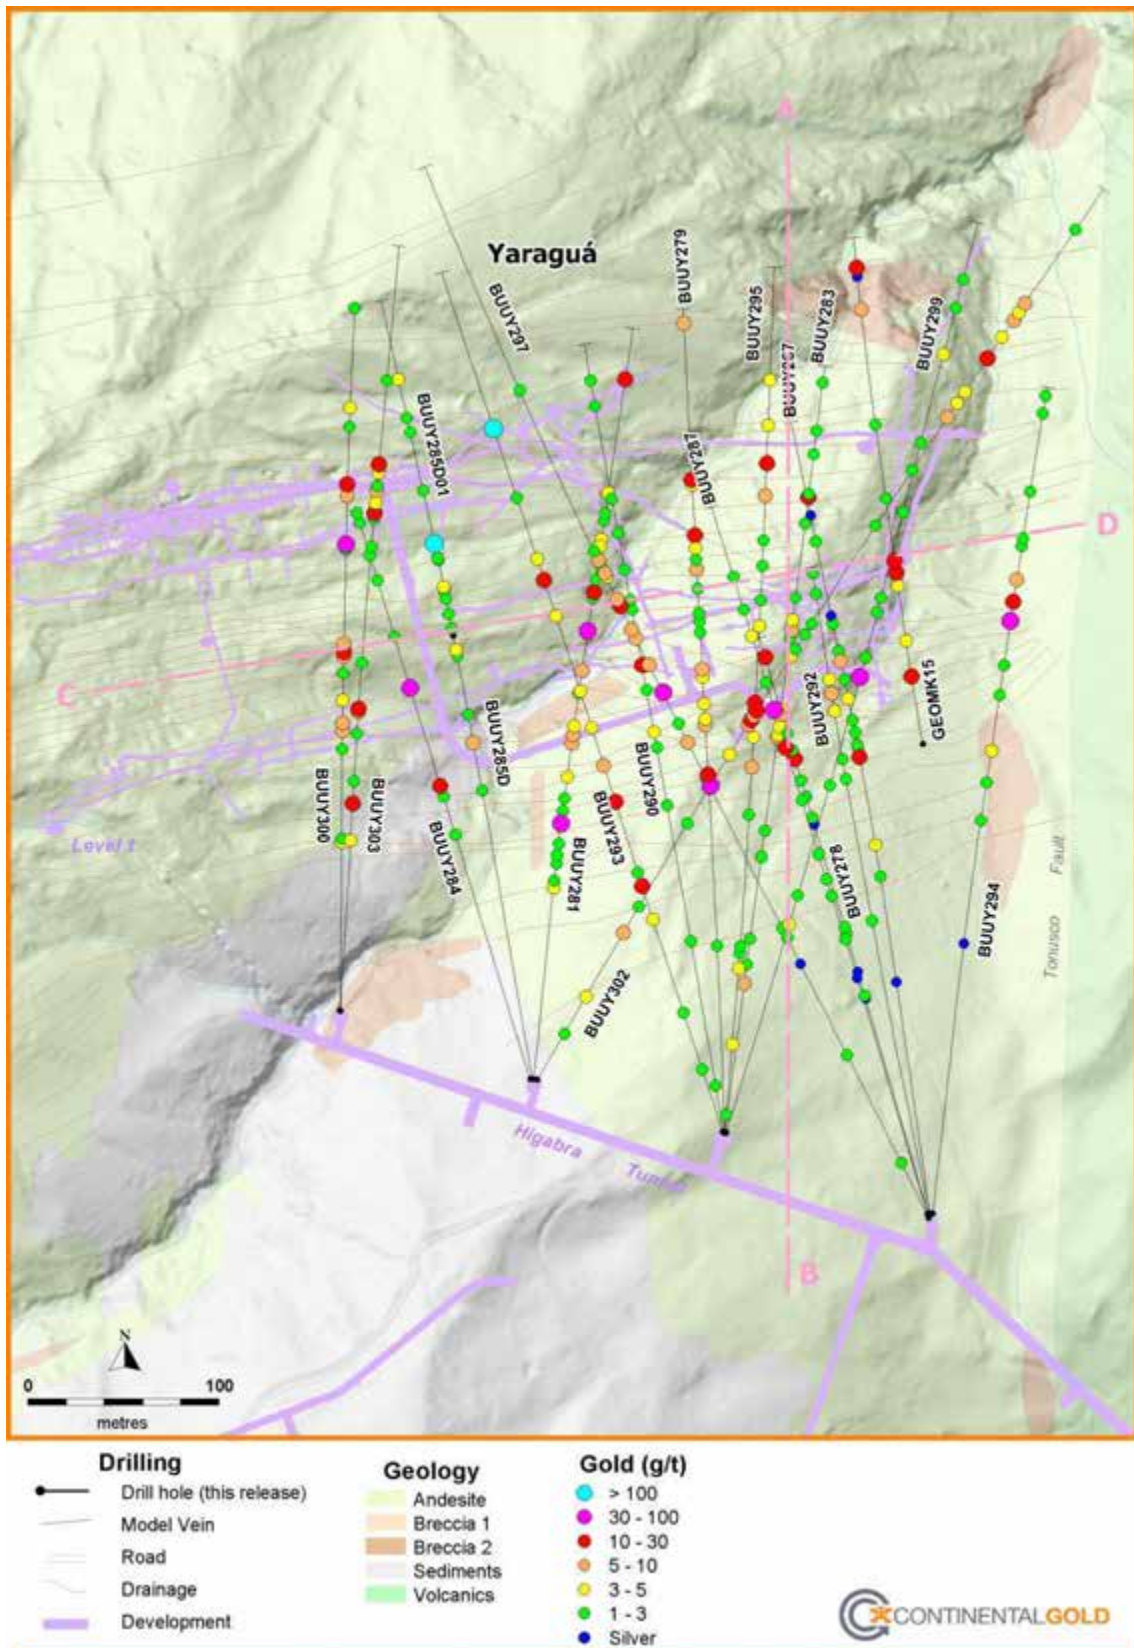 A
Yaraguá
BUUY279
BUUY297
BUUY295
BUUY283
BUUY299
BUUY287
BUUY285D01
D
C
BUUY292
GEOMK15
BUUY285D
BUUY290
BUUY300
BUUY303
BUUY293
Level 1
BUUY284
BUUY281
BUUY278
BUUY294
Tonusco Fault
BUUY302
Higabra
B
N
0 100
metres
Drilling
Drill hole (this release)
Model Vein
Road
Drainage
Development
Geology
Andesite
Breccia 1
Breccia 2
Sediments
Volcanics
Gold (g/t)
> 100
30 - 100
10 - 30
5 - 10
3 - 5
1 - 3
Silver
CONTINENTALGOLD